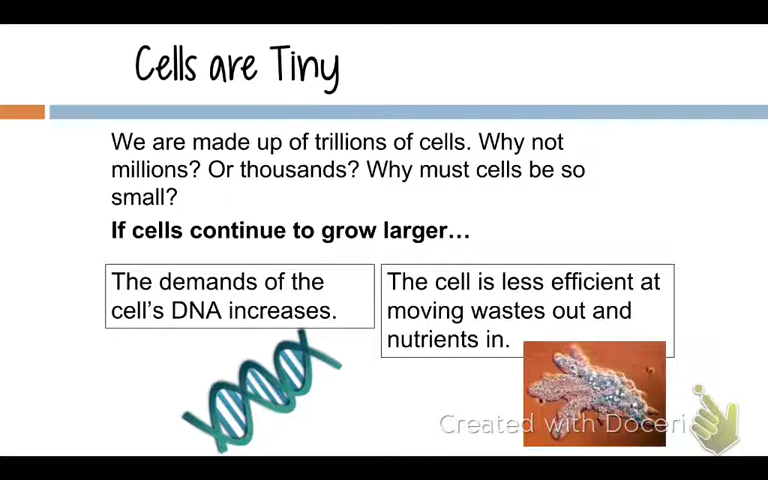 Cells are Tiny
We are made up of trillions of cells. Why not
millions? Or thousands? Why must cells be so
small?
If cells continue to grow larger…
The demands of the
cell's DNA increases.
The cell is less efficient at
moving wastes out and
nutrients in.
Created with Doceri